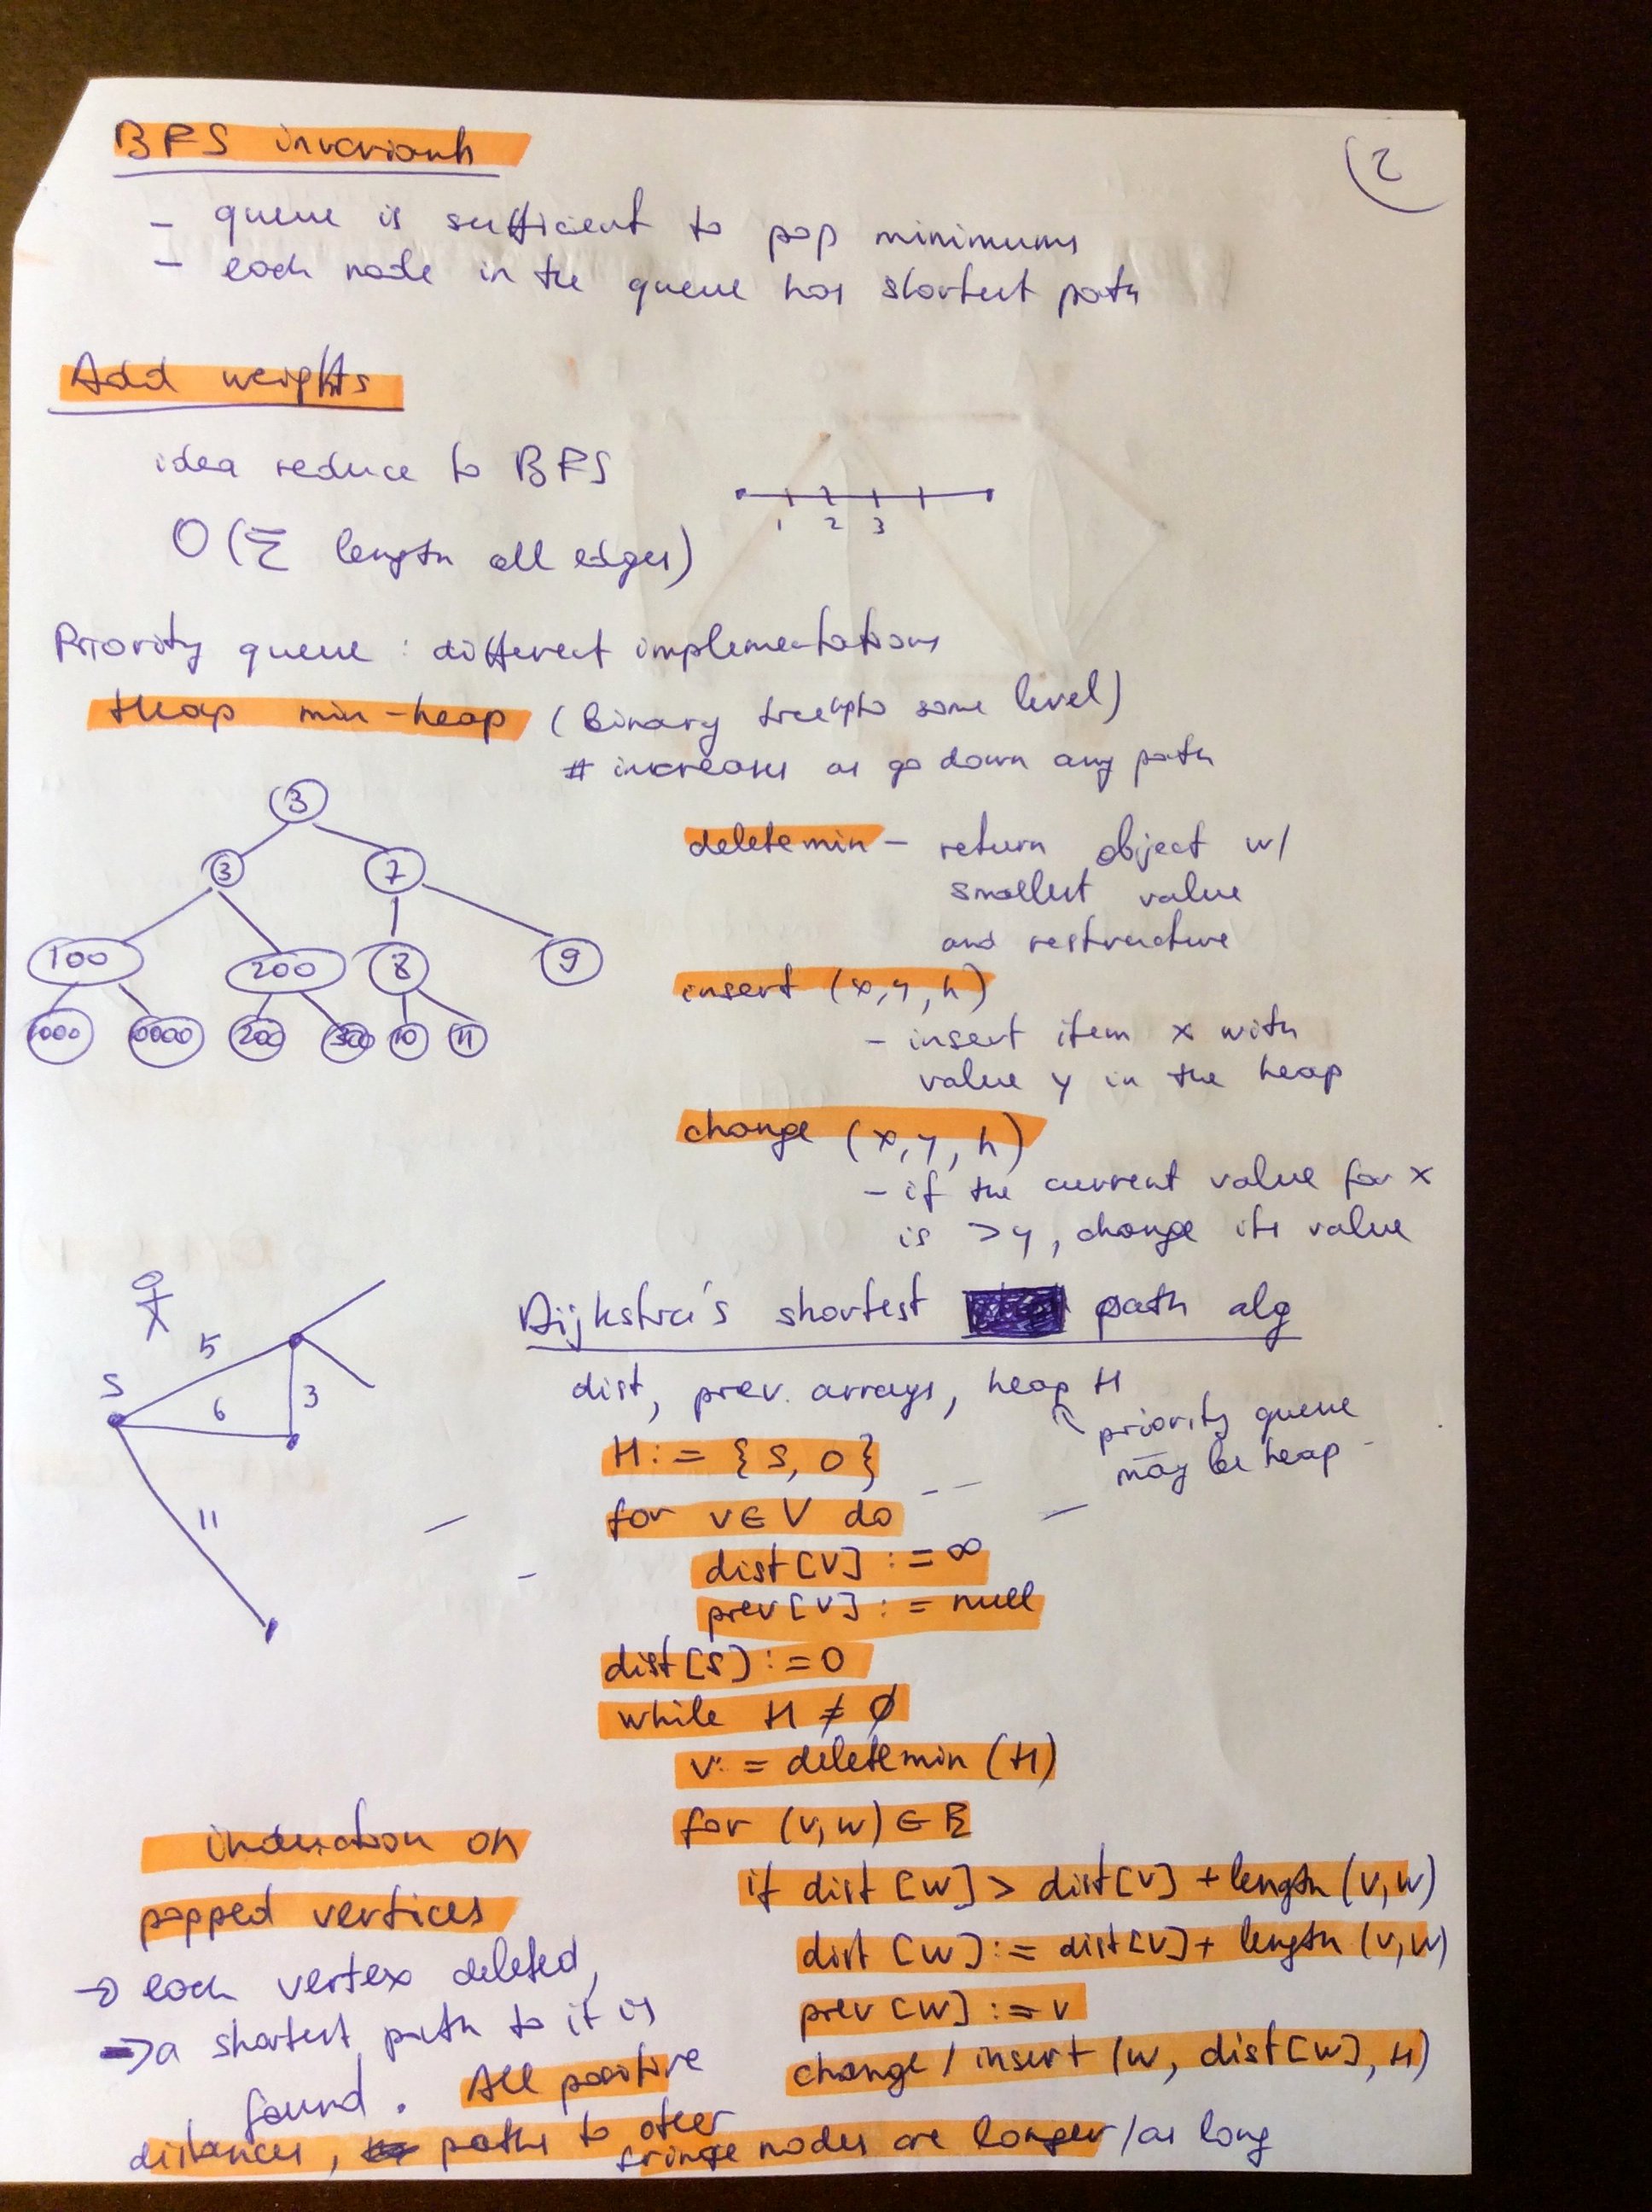 BFS invariant
2
- queue is sufficient to pop minimums
- each node in the queue has shortest path
Add weights
idea reduce to BFS
1 2 3
O(Σ length all edges)
Priority queue : different implementations
Heap min-heap (binary tree upto some level)
# increases as go down any path
3
3 7
100 200 8 9
1000 200 300 10 11
deletemin - return object w/
smallest value
and restructure
insert (x,y,h)
- insert item x with
value y in the heap
change (x,y,h)
- if the current value for x
is >y, change its value
S 5 6 3 11
Dijkstra's shortest path alg
dist, prev. arrays, heap H
priority queue
may be heap
H:= {S, 0}
for v∈V do
dist[v] := ∞
prev[v] := null
dist[s] := 0
while H ≠ ∅
v := deletemin (H)
for (v,w) ∈ E
if dist [w] > dist[v] + length (v,w)
dist [w] := dist[v] + length (v,w)
prev [w] := v
change / insert (w, dist[w], H)
induction on
popped vertices
→ each vertex deleted,
→ a shortest path to it is
found. All positive
distances, paths to other
fringe nodes are longer/as long